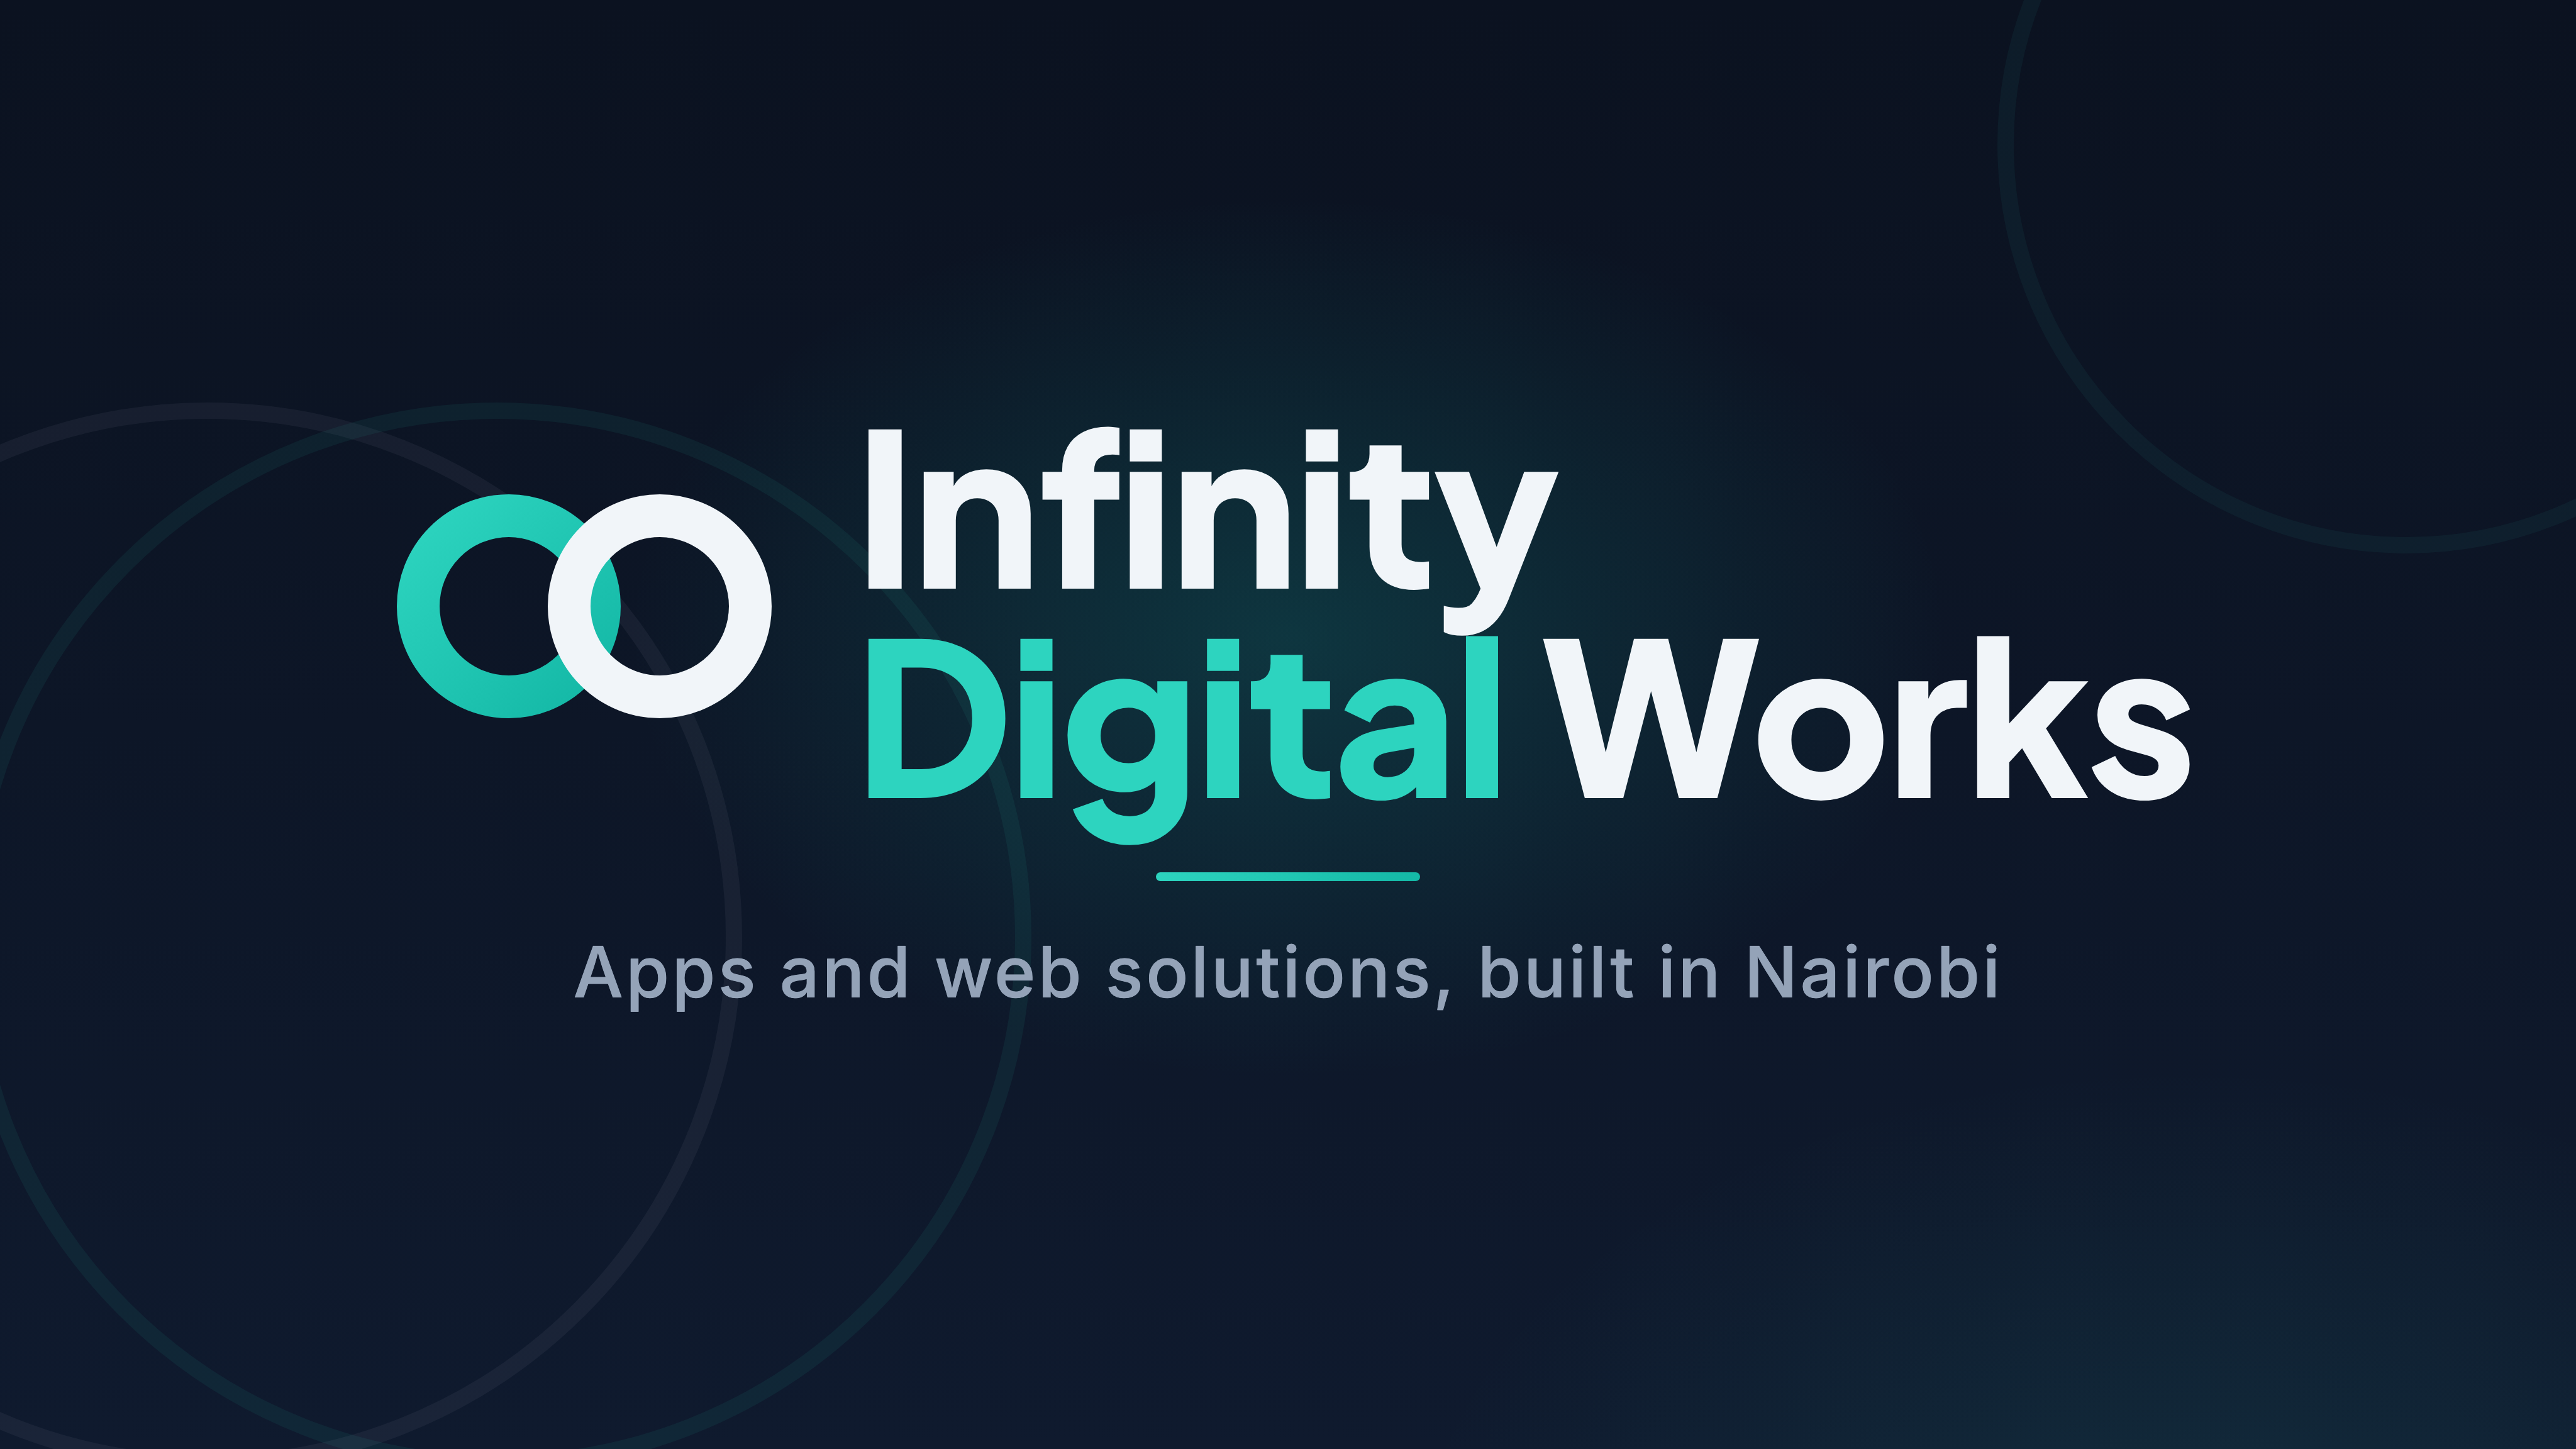 Infinity
Digital Works
Apps and web solutions, built in Nairobi